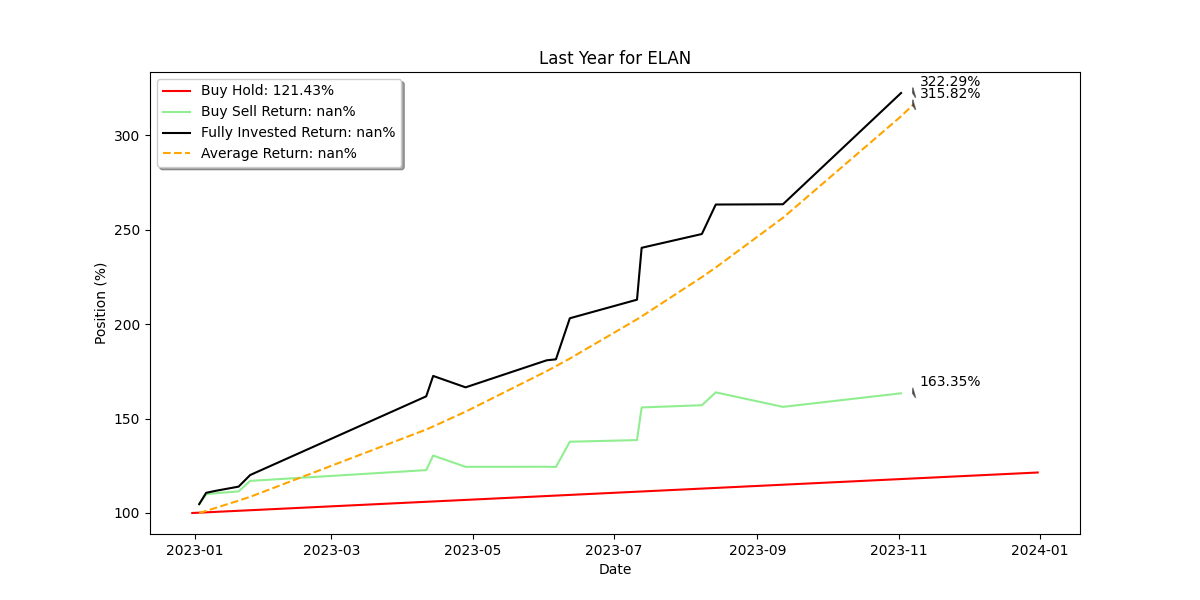 Last Year for ELAN
Buy Hold: 121.43%
Buy Sell Return: nan%
Fully Invested Return: nan%
Average Return: nan%
322.29%
315.82%
163.35%
Position (%)
300
250
200
150
100
2023-01 2023-03 2023-05 2023-07 2023-09 2023-11 2024-01
Date